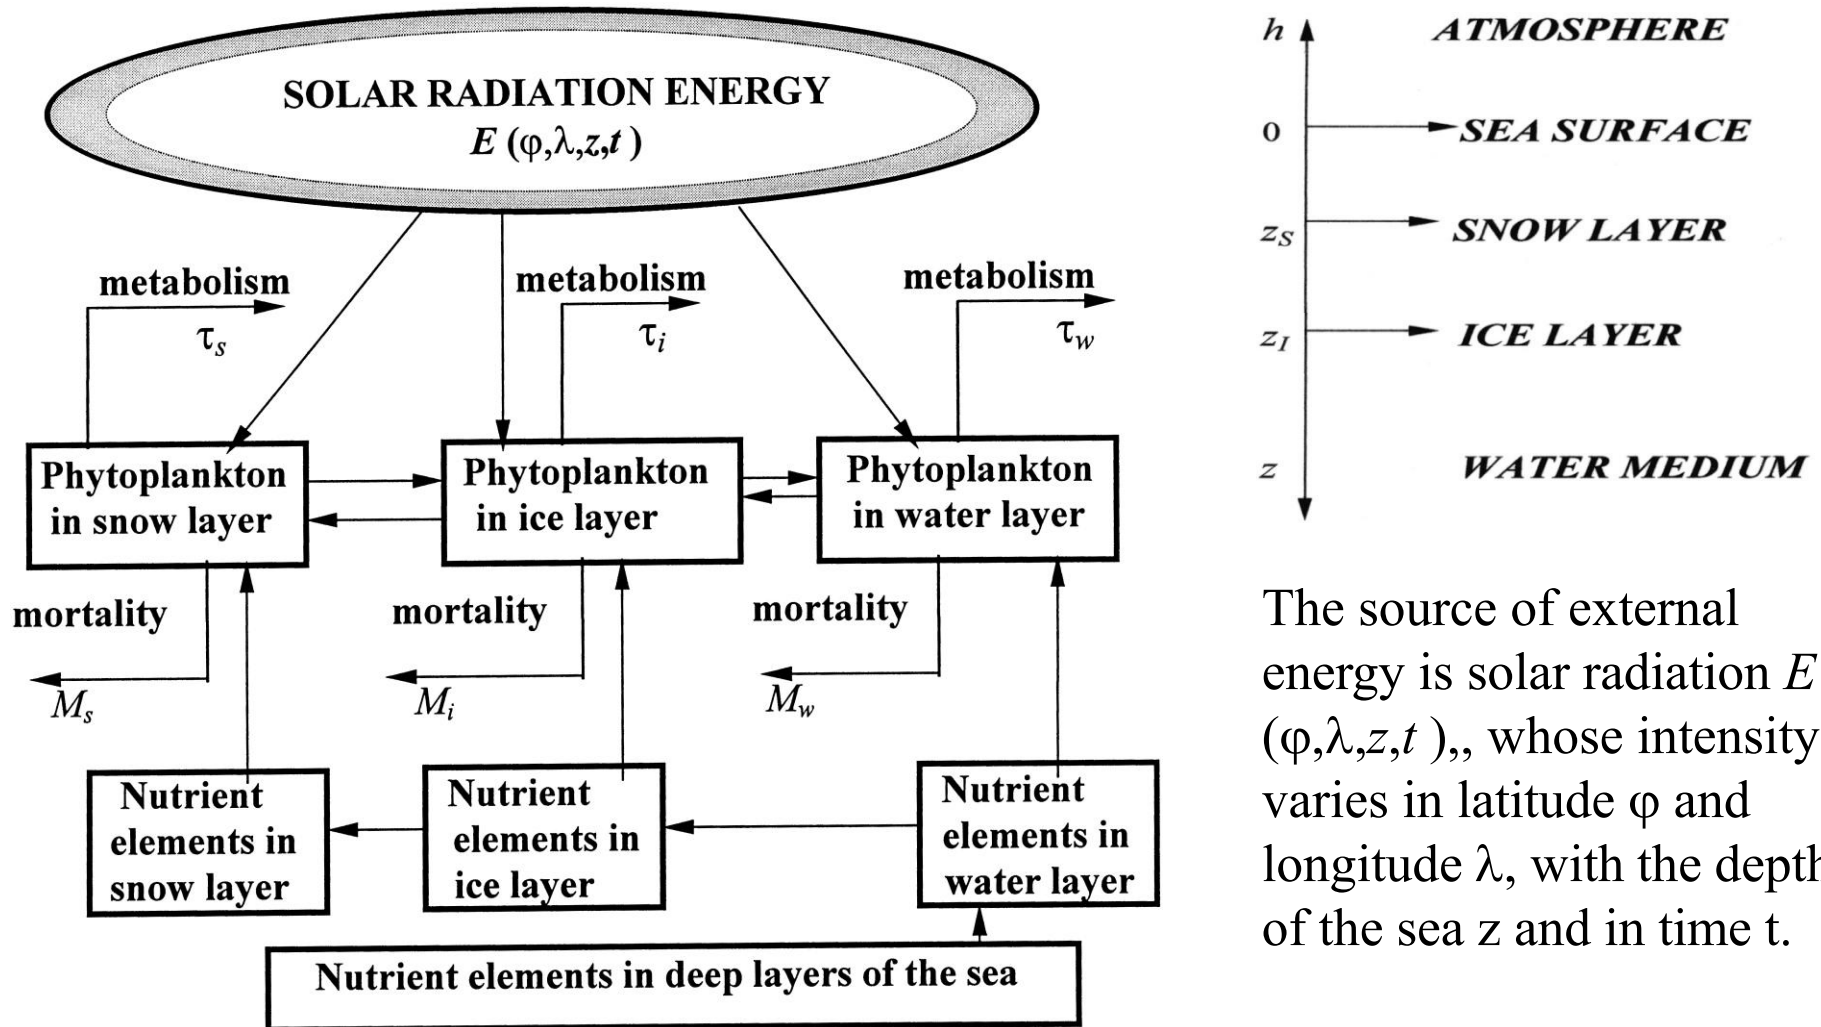 SOLAR RADIATION ENERGY
E (φ,λ,z,t )
metabolism
τs
metabolism
τi
metabolism
τw
Phytoplankton
in snow layer
Phytoplankton
in ice layer
Phytoplankton
in water layer
mortality
Ms
mortality
Mi
mortality
Mw
Nutrient
elements in
snow layer
Nutrient
elements in
ice layer
Nutrient
elements in
water layer
Nutrient elements in deep layers of the sea
h ATMOSPHERE
0 SEA SURFACE
zS SNOW LAYER
zI ICE LAYER
z WATER MEDIUM
The source of external
energy is solar radiation E
(φ,λ,z,t ),, whose intensity
varies in latitude φ and
longitude λ, with the depth
of the sea z and in time t.